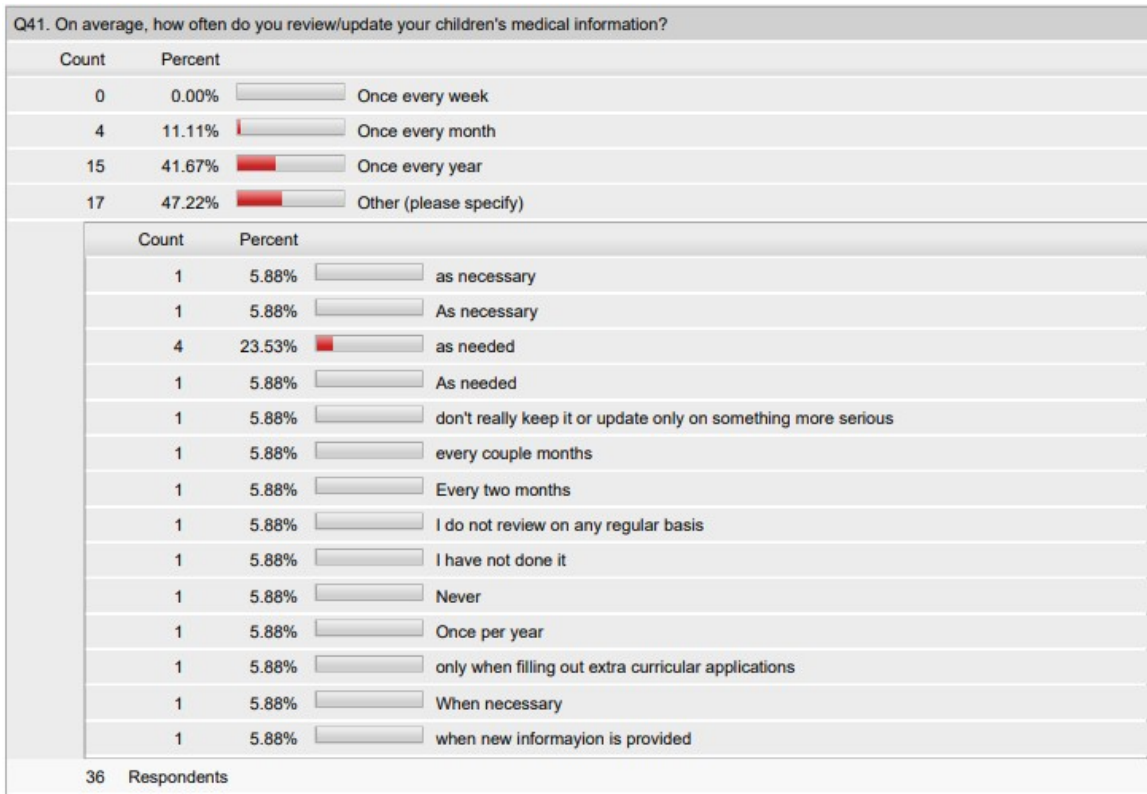 Q41. On average, how often do you review/update your children's medical information?
Count Percent
0 0.00% Once every week
4 11.11% Once every month
15 41.67% Once every year
17 47.22% Other (please specify)
Count Percent
1 5.88% as necessary
1 5.88% As necessary
4 23.53% as needed
1 5.88% As needed
1 5.88% don't really keep it or update only on something more serious
1 5.88% every couple months
1 5.88% Every two months
1 5.88% I do not review on any regular basis
1 5.88% I have not done it
1 5.88% Never
1 5.88% Once per year
1 5.88% only when filling out extra curricular applications
1 5.88% When necessary
1 5.88% when new informayion is provided
36 Respondents